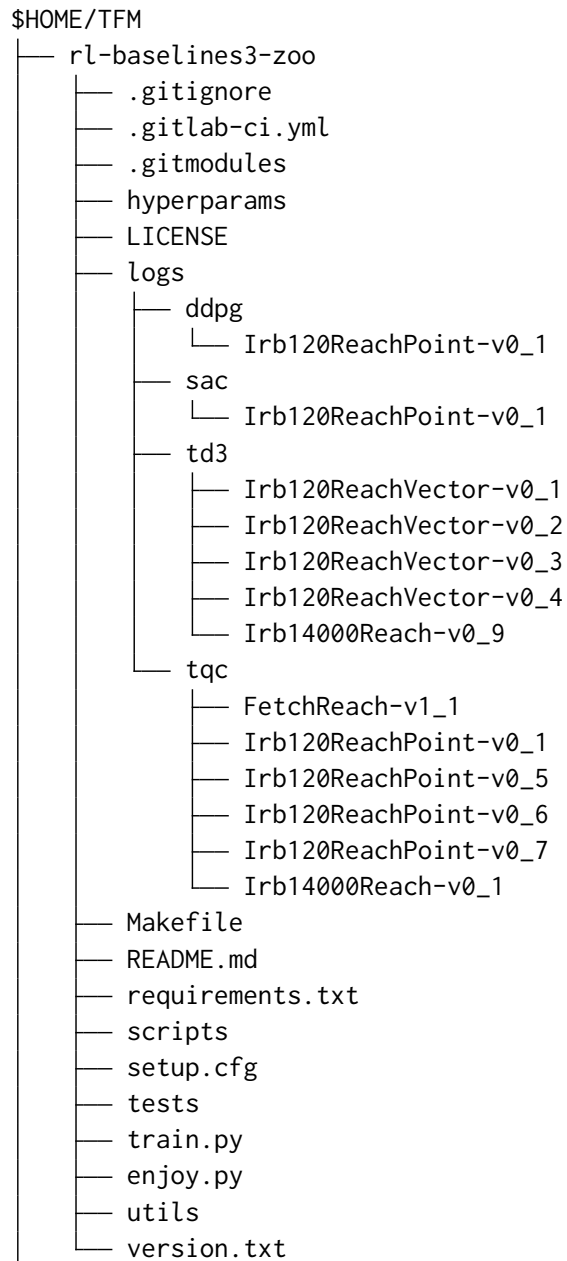 $HOME/TFM
├── rl-baselines3-zoo
│   ├── .gitignore
│   ├── .gitlab-ci.yml
│   ├── .gitmodules
│   ├── hyperparams
│   ├── LICENSE
│   ├── logs
│   │   ├── ddpg
│   │   │   └── Irb120ReachPoint-v0_1
│   │   ├── sac
│   │   │   └── Irb120ReachPoint-v0_1
│   │   ├── td3
│   │   │   ├── Irb120ReachVector-v0_1
│   │   │   ├── Irb120ReachVector-v0_2
│   │   │   ├── Irb120ReachVector-v0_3
│   │   │   ├── Irb120ReachVector-v0_4
│   │   │   └── Irb14000Reach-v0_9
│   │   └── tqc
│   │       ├── FetchReach-v1_1
│   │       ├── Irb120ReachPoint-v0_1
│   │       ├── Irb120ReachPoint-v0_5
│   │       ├── Irb120ReachPoint-v0_6
│   │       ├── Irb120ReachPoint-v0_7
│   │       └── Irb14000Reach-v0_1
│   ├── Makefile
│   ├── README.md
│   ├── requirements.txt
│   ├── scripts
│   ├── setup.cfg
│   ├── tests
│   ├── train.py
│   ├── enjoy.py
│   ├── utils
│   └── version.txt